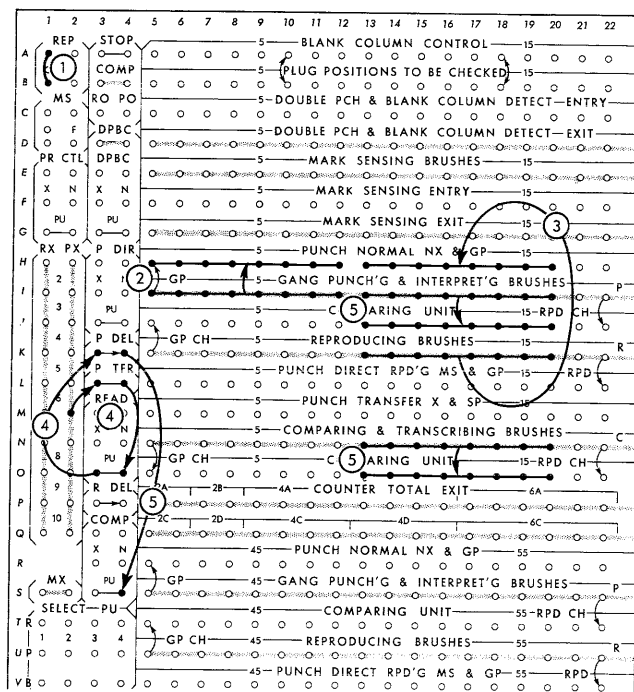 1 2 3 4 5 6 7 8 9 10 11 12 13 14 15 16 17 18 19 20 21 22
REP STOP 5 BLANK COLUMN CONTROL 15
A
1 COMP 5 PLUG POSITIONS TO BE CHECKED 15
B
MS RO PO 5 DOUBLE PCH & BLANK COLUMN DETECT—ENTRY
C
F DPBC 5 DOUBLE PCH & BLANK COLUMN DETECT—EXIT
D
PR CTL DPBC 5 MARK SENSING BRUSHES 15
E
X N X N 5 MARK SENSING ENTRY 15
F
PU PU 5 MARK SENSING EXIT 15 3
G
RX PX P DIR 5 PUNCH NORMAL NX & GP 15
H
2 X 2 GP 5 GANG PUNCH'G & INTERPRET'G BRUSHES P
I
3 PU 5 C 5 ARING UNIT 15 RPD CH
J
4 P DEL GP CH 5 REPRODUCING BRUSHES 15 R
K
5 P TFR 5 PUNCH DIRECT RPD'G MS & GP 15 RPD
L
6 READ 5 PUNCH TRANSFER X & SP 15
M
4 4 X N 5 COMPARING & TRANSCRIBING BRUSHES C
N
8 PU GP CH 5 C 5 ARING UNIT 15 RPD CH
O
9 R DEL 5 2A 2B 4A COUNTER TOTAL EXIT 6A
P
10 COMP 2C 2D 4C 4D 6C
Q
X N 45 PUNCH NORMAL NX & GP 55
R
MX PU GP 45 GANG PUNCH'G & INTERPRET'G BRUSHES P
S
SELECT—PU 45 COMPARING UNIT 55 RPD CH
T R
1 2 3 4 GP CH 45 REPRODUCING BRUSHES 55 R
U P
45 PUNCH DIRECT RPD'G MS & GP 55 RPD
V B